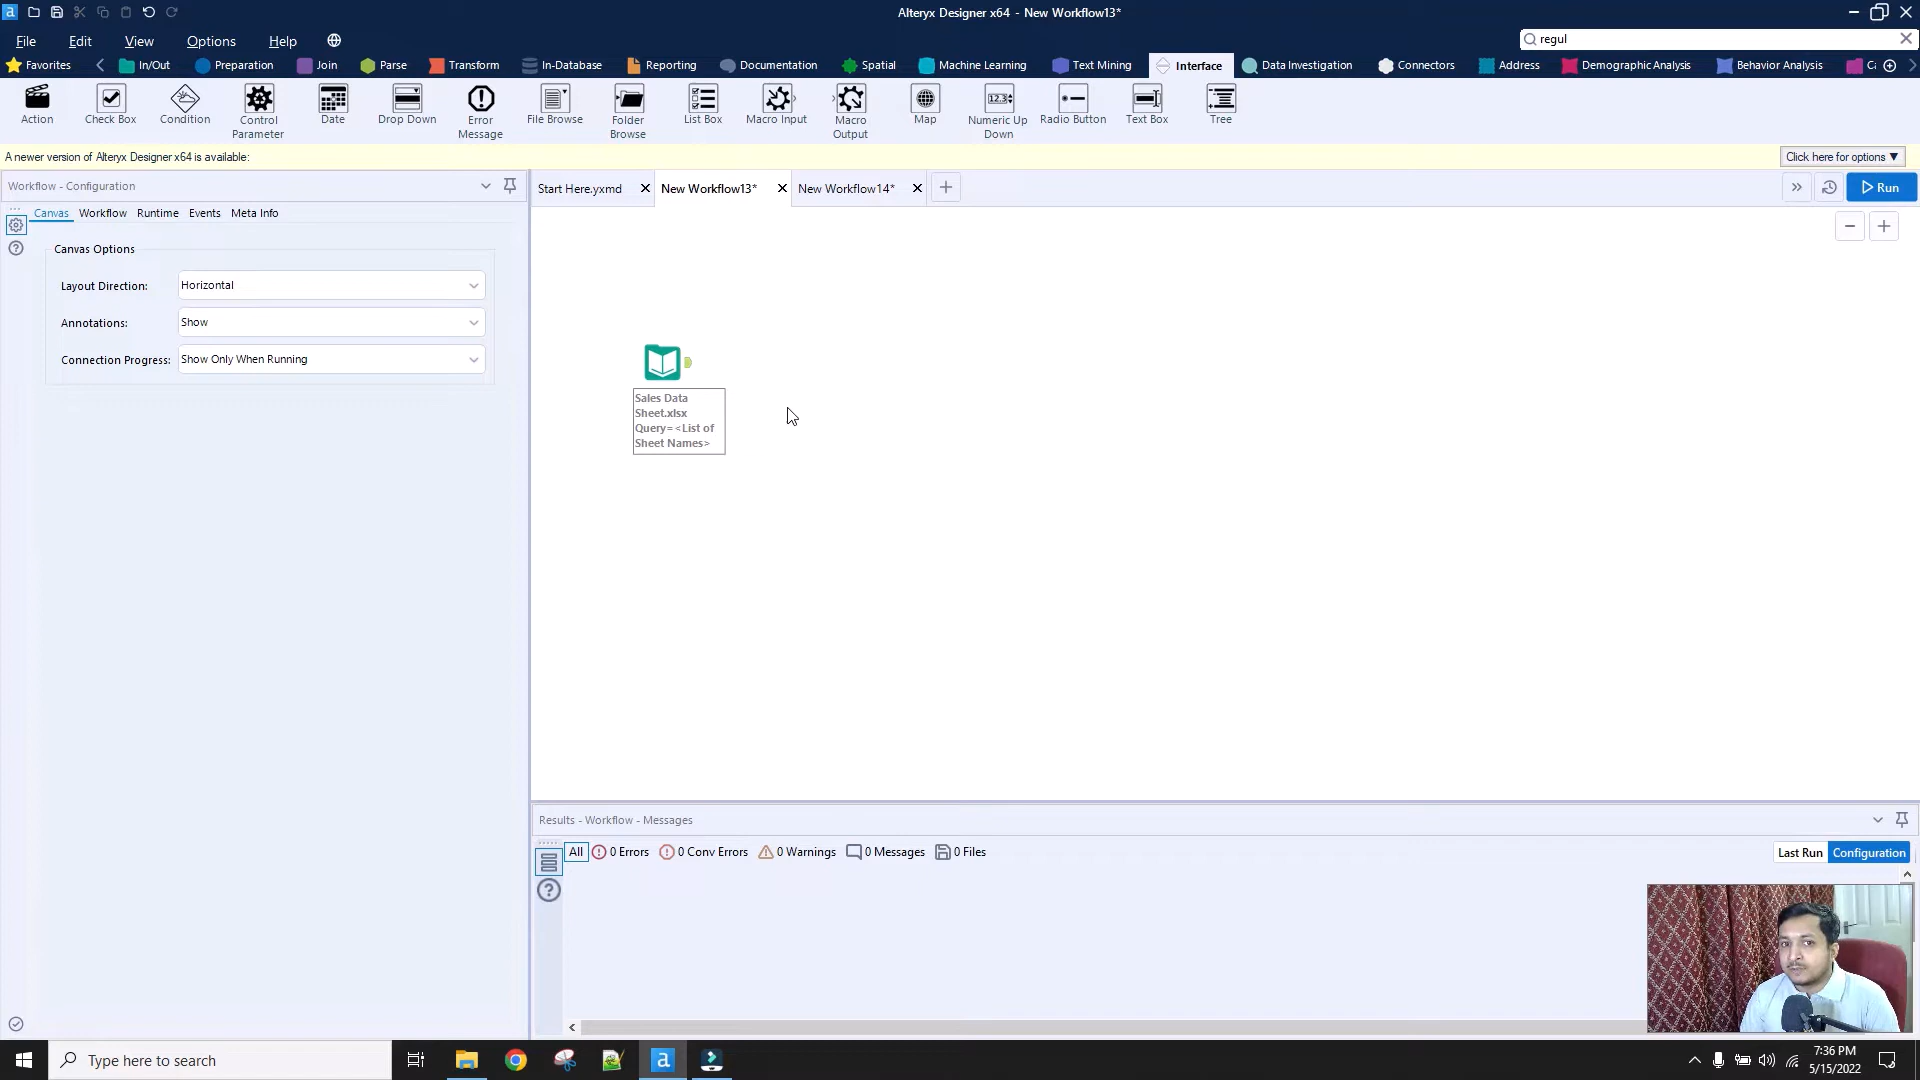 Alteryx Designer x64 - New Workflow13*
File Edit View Options Help
regul
Favorites In/Out Preparation Join Parse Transform In-Database Reporting Documentation Spatial Machine Learning Text Mining Interface Data Investigation Connectors Address Demographic Analysis Behavior Analysis
Action Check Box Condition Control Parameter Date Drop Down Error Message File Browse Folder Browse List Box Macro Input Macro Output Map Numeric Up Down Radio Button Text Box Tree
A newer version of Alteryx Designer x64 is available:
Click here for options ▼
Workflow - Configuration
Start Here.yxmd New Workflow13* New Workflow14*
Run
Canvas Workflow Runtime Events Meta Info
Canvas Options
Layout Direction: Horizontal
Annotations: Show
Connection Progress: Show Only When Running
Sales Data
Sheet.xlsx
Query=<List of
Sheet Names>
Results - Workflow - Messages
All 0 Errors 0 Conv Errors 0 Warnings 0 Messages 0 Files
Last Run Configuration
Type here to search
7:36 PM
5/15/2022